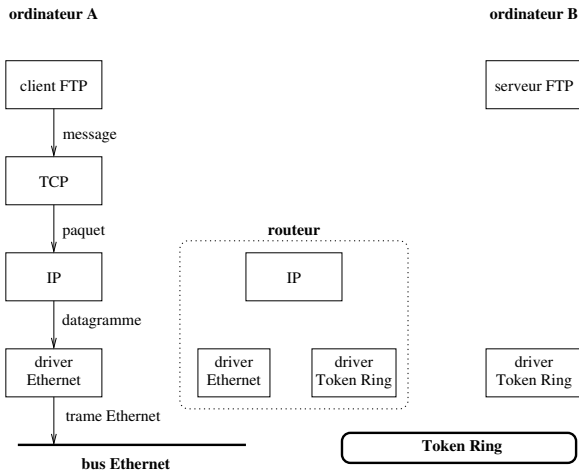 ordinateur A
ordinateur B
client FTP
serveur FTP
message
TCP
paquet
routeur
IP
IP
datagramme
driver
Ethernet
driver
Ethernet
driver
Token Ring
driver
Token Ring
trame Ethernet
bus Ethernet
Token Ring